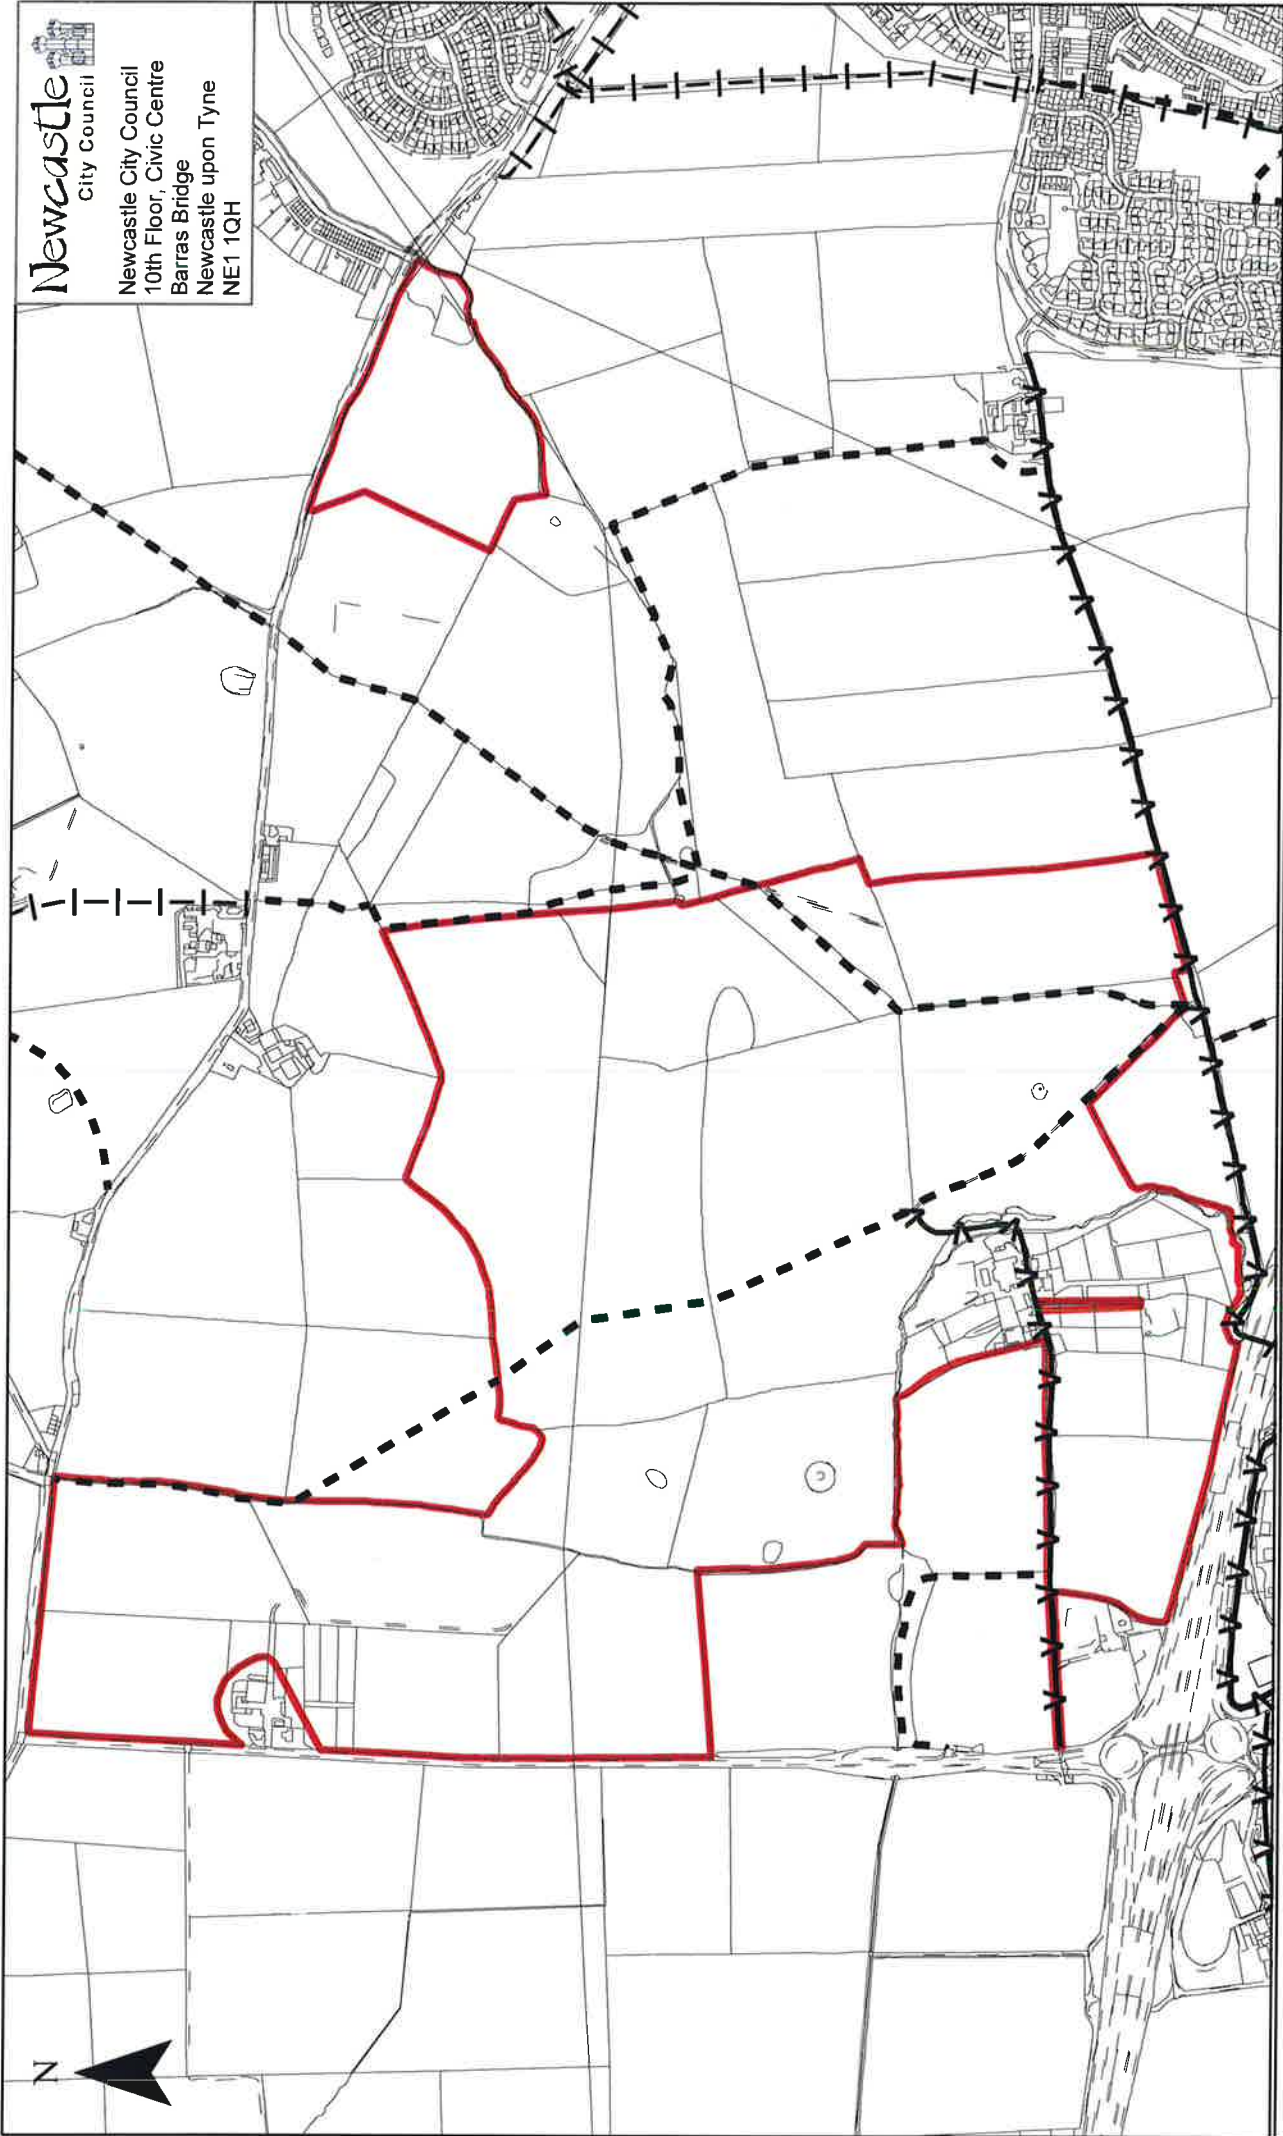 Newcastle
City Council
Newcastle City Council
10th Floor, Civic Centre
Barras Bridge
Newcastle upon Tyne
NE1 1QH
N